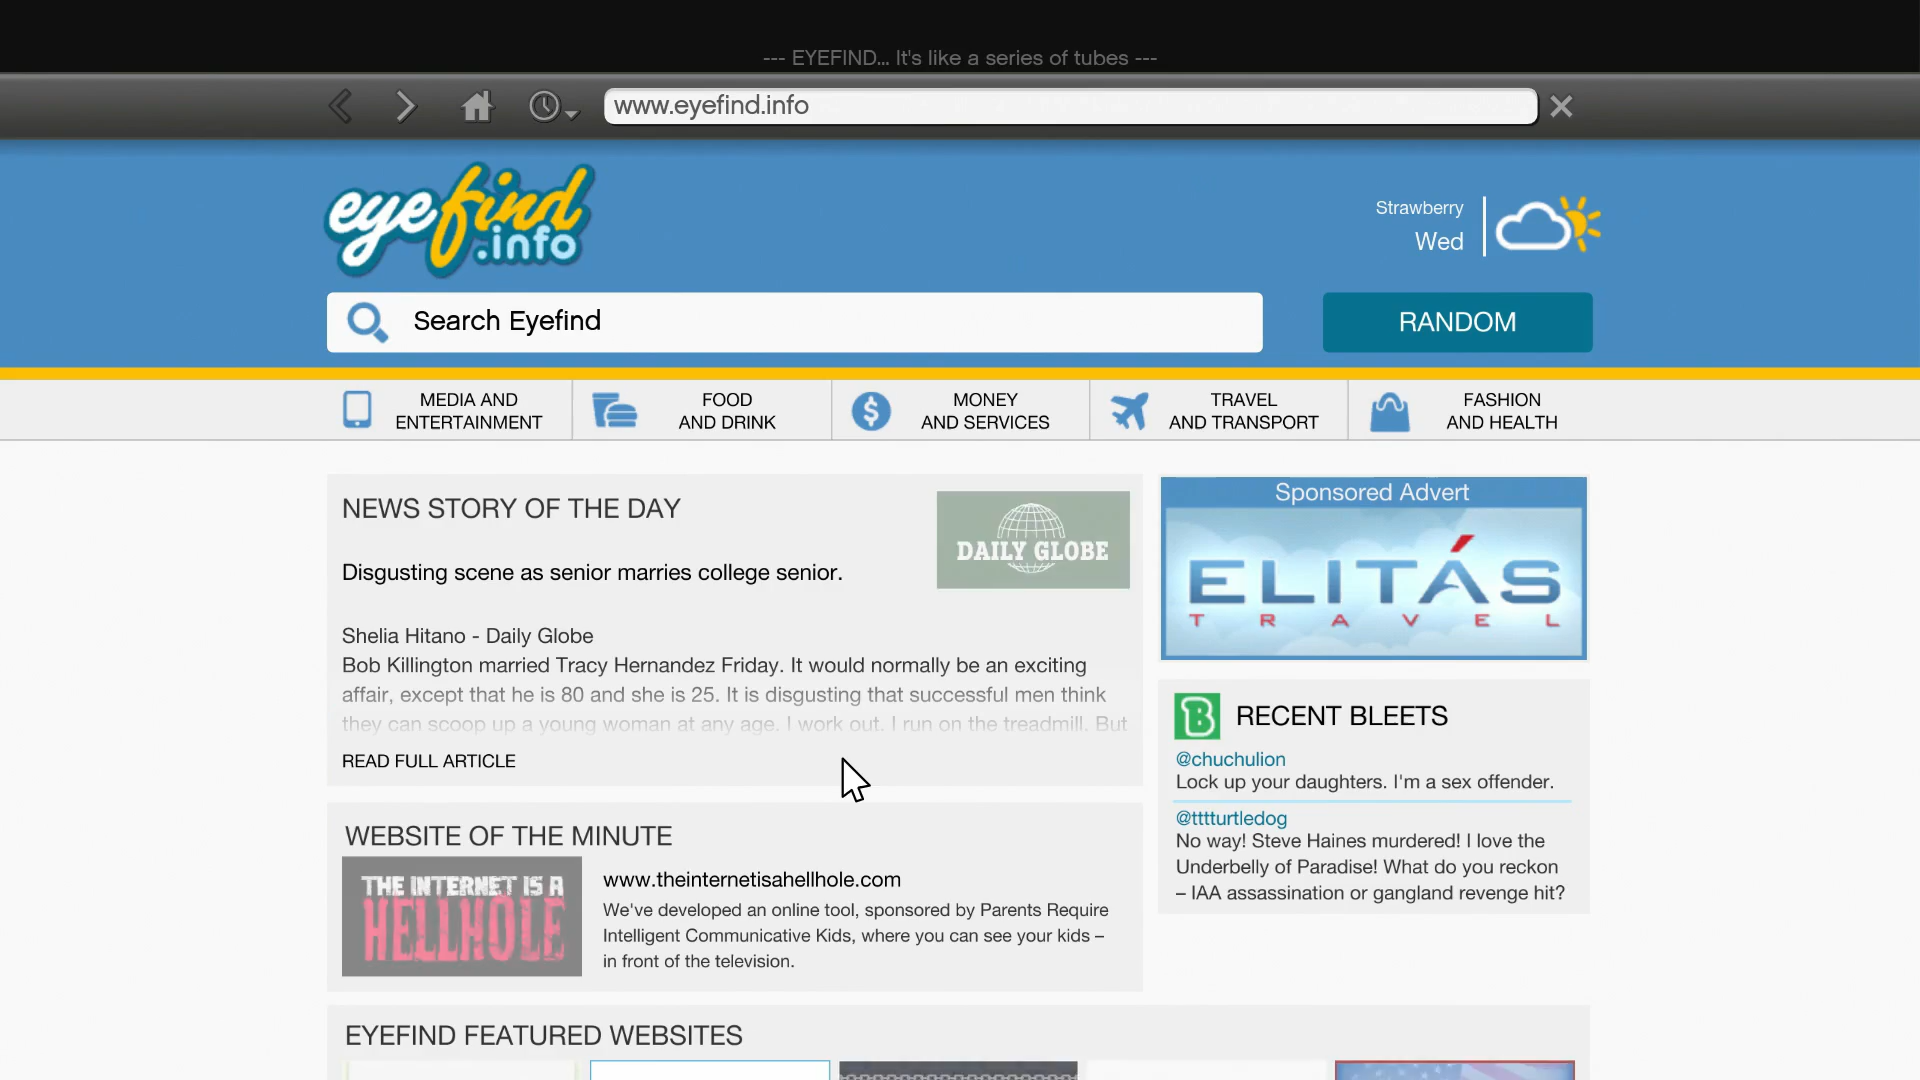 --- EYEFIND... It's like a series of tubes ---
www.eyefind.info
eyefind
.info
Strawberry
Wed
Search Eyefind
RANDOM
MEDIA AND
ENTERTAINMENT
FOOD
AND DRINK
MONEY
AND SERVICES
TRAVEL
AND TRANSPORT
FASHION
AND HEALTH
NEWS STORY OF THE DAY
DAILY GLOBE
Disgusting scene as senior marries college senior.
Shelia Hitano - Daily Globe
Bob Killington married Tracy Hernandez Friday. It would normally be an exciting
affair, except that he is 80 and she is 25. It is disgusting that successful men think
they can scoop up a young woman at any age. I work out. I run on the treadmill. But
READ FULL ARTICLE
Sponsored Advert
ELITÁS
TRAVEL
B RECENT BLEETS
@chuchulion
Lock up your daughters. I'm a sex offender.
@tttturtledog
No way! Steve Haines murdered! I love the
Underbelly of Paradise! What do you reckon
– IAA assassination or gangland revenge hit?
WEBSITE OF THE MINUTE
THE INTERNET IS A
HELLHOLE
www.theinternetisahellhole.com
We've developed an online tool, sponsored by Parents Require
Intelligent Communicative Kids, where you can see your kids –
in front of the television.
EYEFIND FEATURED WEBSITES